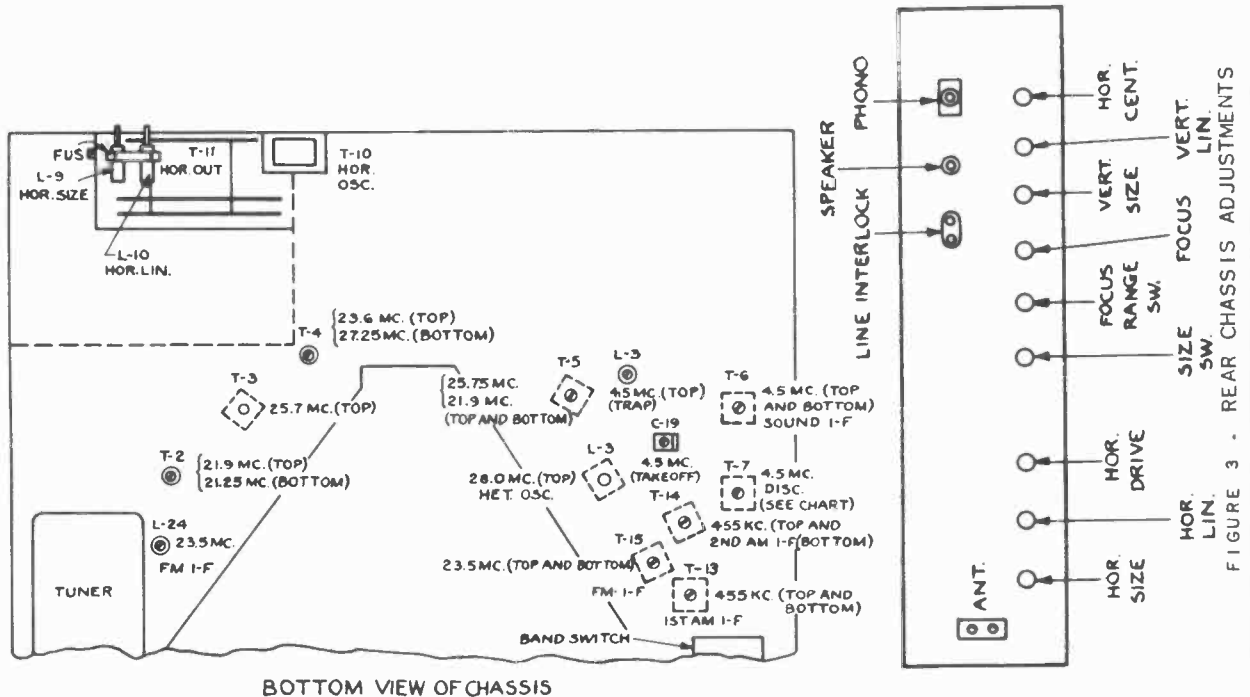 FUS
L-9
HOR. SIZE
T-11
HOR. OUT
T-10
HOR.
OSC.
L-10
HOR. LIN.
T-4
23.6 MC. (TOP)
27.25 MC. (BOTTOM)
T-3
25.7 MC. (TOP)
T-2
21.9 MC. (TOP)
21.25 MC. (BOTTOM)
L-24
23.5 MC.
FM I-F
TUNER
T-5
25.75 MC.
21.9 MC.
(TOP AND BOTTOM)
L-3
4.5 MC. (TOP)
(TRAP)
T-6
4.5 MC. (TOP
AND BOTTOM)
SOUND I-F
C-19
4.5 MC.
(TAKEOFF)
L-3
28.0 MC. (TOP)
HET. OSC.
T-7
4.5 MC.
DISC.
(SEE CHART)
T-14
455 KC. (TOP AND
2ND AM I-F (BOTTOM)
T-15
23.5 MC. (TOP AND BOTTOM)
FM- I-F
T-13
455 KC. (TOP AND
BOTTOM)
1ST AM I-F
BAND SWITCH
BOTTOM VIEW OF CHASSIS
PHONO
SPEAKER
LINE INTERLOCK
HOR.
CENT.
VERT.
LIN.
VERT.
SIZE
FOCUS
FOCUS
RANGE
SW.
SIZE
SW.
HOR.
DRIVE
HOR.
LIN.
HOR.
SIZE
ANT.
FIGURE 3 - REAR CHASSIS ADJUSTMENTS